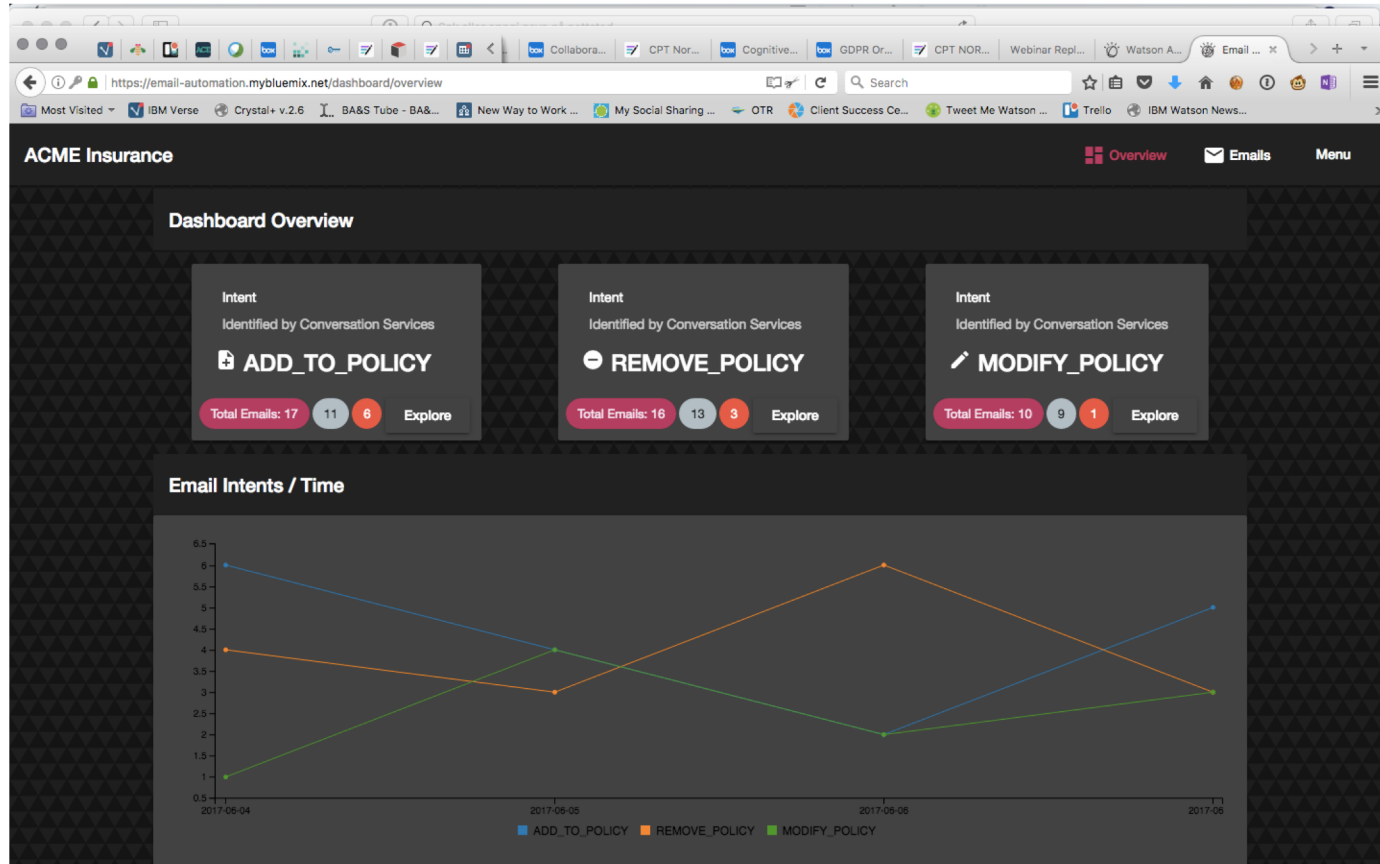 Collabora...
CPT Nor...
Cognitive...
GDPR Or...
CPT NOR...
Webinar Repl...
Watson A...
Email ...
https://email-automation.mybluemix.net/dashboard/overview
Search
Most Visited
IBM Verse
Crystal+ v.2.6
BA&S Tube - BA&...
New Way to Work ...
My Social Sharing ...
OTR
Client Success Ce...
Tweet Me Watson ...
Trello
IBM Watson News...
ACME Insurance
Overview
Emails
Menu
Dashboard Overview
Intent
Identified by Conversation Services
ADD_TO_POLICY
Total Emails: 17 11 6 Explore
Intent
Identified by Conversation Services
REMOVE_POLICY
Total Emails: 16 13 3 Explore
Intent
Identified by Conversation Services
MODIFY_POLICY
Total Emails: 10 9 1 Explore
Email Intents / Time
6.5
6
5.5
5
4.5
4
3.5
3
2.5
2
1.5
1
0.5
2017-06-04 2017-06-05 2017-06-06 2017-06
ADD_TO_POLICY REMOVE_POLICY MODIFY_POLICY